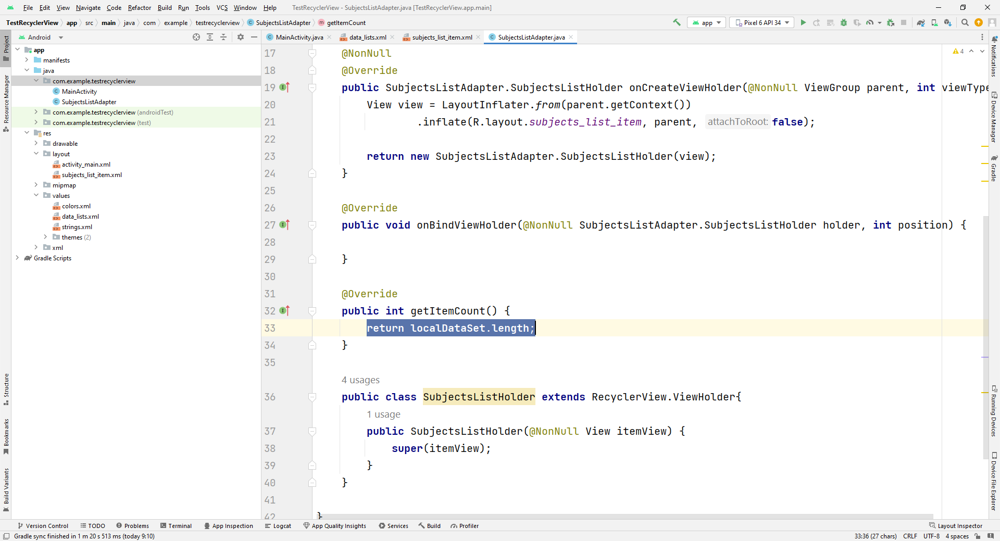 File Edit View Navigate Code Refactor Build Run Tools VCS Window Help TestRecyclerView - SubjectsListAdapter.java [TestRecyclerView.app.main]
TestRecyclerView app src main java com example testrecyclerview SubjectsListAdapter getItemCount app Pixel 6 API 34
Android
MainActivity.java data_lists.xml subjects_list_item.xml SubjectsListAdapter.java
Project
Resource Manager
Structure
Bookmarks
Build Variants
app
manifests
java
com.example.testrecyclerview
MainActivity
SubjectsListAdapter
com.example.testrecyclerview (androidTest)
com.example.testrecyclerview (test)
res
drawable
layout
activity_main.xml
subjects_list_item.xml
mipmap
values
colors.xml
data_lists.xml
strings.xml
themes (2)
xml
Gradle Scripts
4
17 @NonNull
18 @Override
19 public SubjectsListAdapter.SubjectsListHolder onCreateViewHolder(@NonNull ViewGroup parent, int viewType
20 View view = LayoutInflater.from(parent.getContext())
21 .inflate(R.layout.subjects_list_item, parent, attachToRoot: false);
22
23 return new SubjectsListAdapter.SubjectsListHolder(view);
24 }
25
26 @Override
27 public void onBindViewHolder(@NonNull SubjectsListAdapter.SubjectsListHolder holder, int position) {
28
29 }
30
31 @Override
32 public int getItemCount() {
33 return localDataSet.length;
34 }
35
4 usages
36 public class SubjectsListHolder extends RecyclerView.ViewHolder{
1 usage
37 public SubjectsListHolder(@NonNull View itemView) {
38 super(itemView);
39 }
40 }
41
42 }
Notifications
Device Manager
Gradle
Running Devices
Device File Explorer
Version Control TODO Problems Terminal App Inspection Logcat App Quality Insights Services Build Profiler Layout Inspector
Gradle sync finished in 1 m 20 s 513 ms (today 9:10) 33:36 (27 chars) CRLF UTF-8 4 spaces